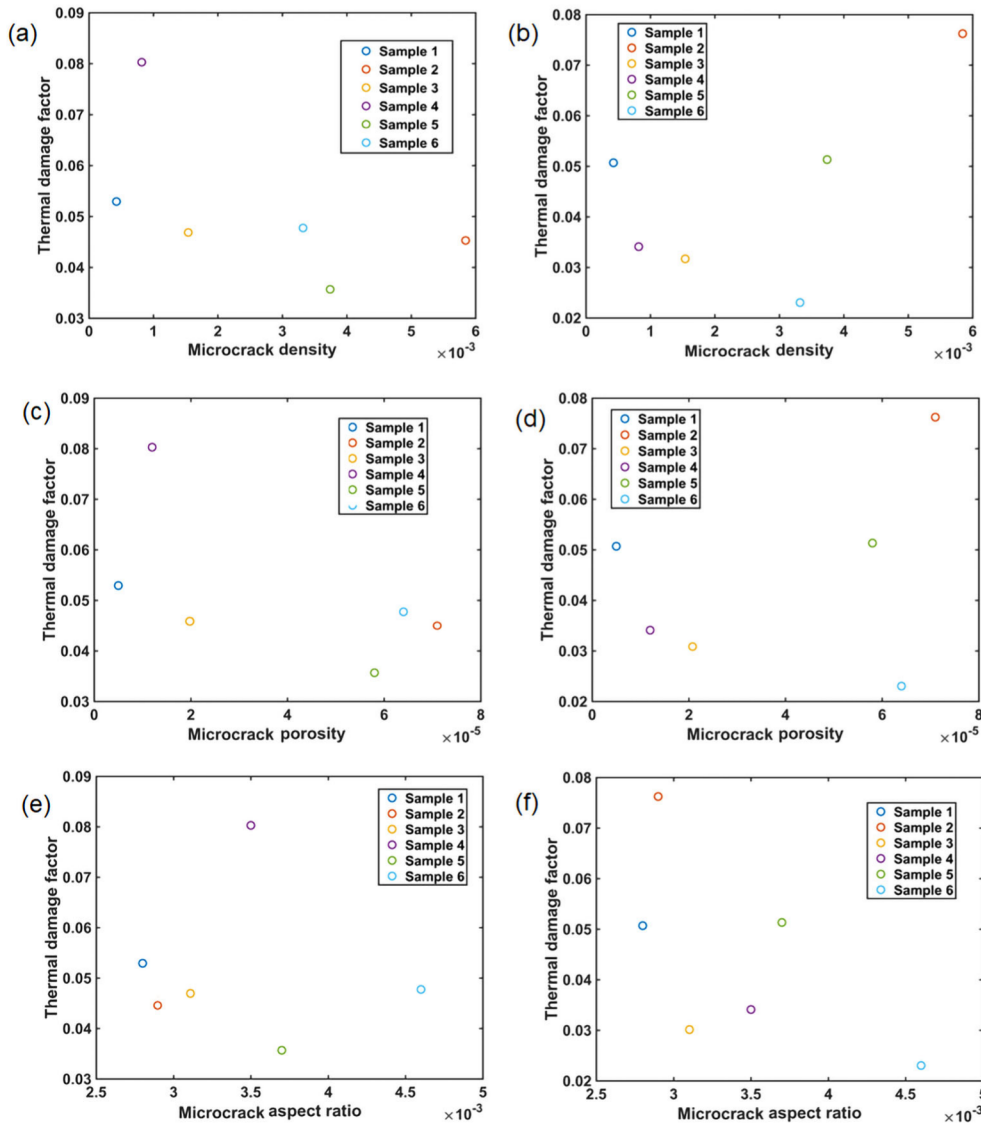 (a)
Thermal damage factor
0.09
0.08
0.07
0.06
0.05
0.04
0.03
Sample 1
Sample 2
Sample 3
Sample 4
Sample 5
Sample 6
0 1 2 3 4 5 6
Microcrack density ×10-3
(b)
Thermal damage factor
0.08
0.07
0.06
0.05
0.04
0.03
0.02
Sample 1
Sample 2
Sample 3
Sample 4
Sample 5
Sample 6
0 1 2 3 4 5 6
Microcrack density ×10-3
(c)
Thermal damage factor
0.09
0.08
0.07
0.06
0.05
0.04
0.03
Sample 1
Sample 2
Sample 3
Sample 4
Sample 5
Sample 6
0 2 4 6 8
Microcrack porosity ×10-5
(d)
Thermal damage factor
0.08
0.07
0.06
0.05
0.04
0.03
0.02
Sample 1
Sample 2
Sample 3
Sample 4
Sample 5
Sample 6
0 2 4 6 8
Microcrack porosity ×10-5
(e)
Thermal damage factor
0.09
0.08
0.07
0.06
0.05
0.04
0.03
Sample 1
Sample 2
Sample 3
Sample 4
Sample 5
Sample 6
2.5 3 3.5 4 4.5 5
Microcrack aspect ratio ×10-3
(f)
Thermal damage factor
0.08
0.07
0.06
0.05
0.04
0.03
0.02
Sample 1
Sample 2
Sample 3
Sample 4
Sample 5
Sample 6
2.5 3 3.5 4 4.5 5
Microcrack aspect ratio ×10-3